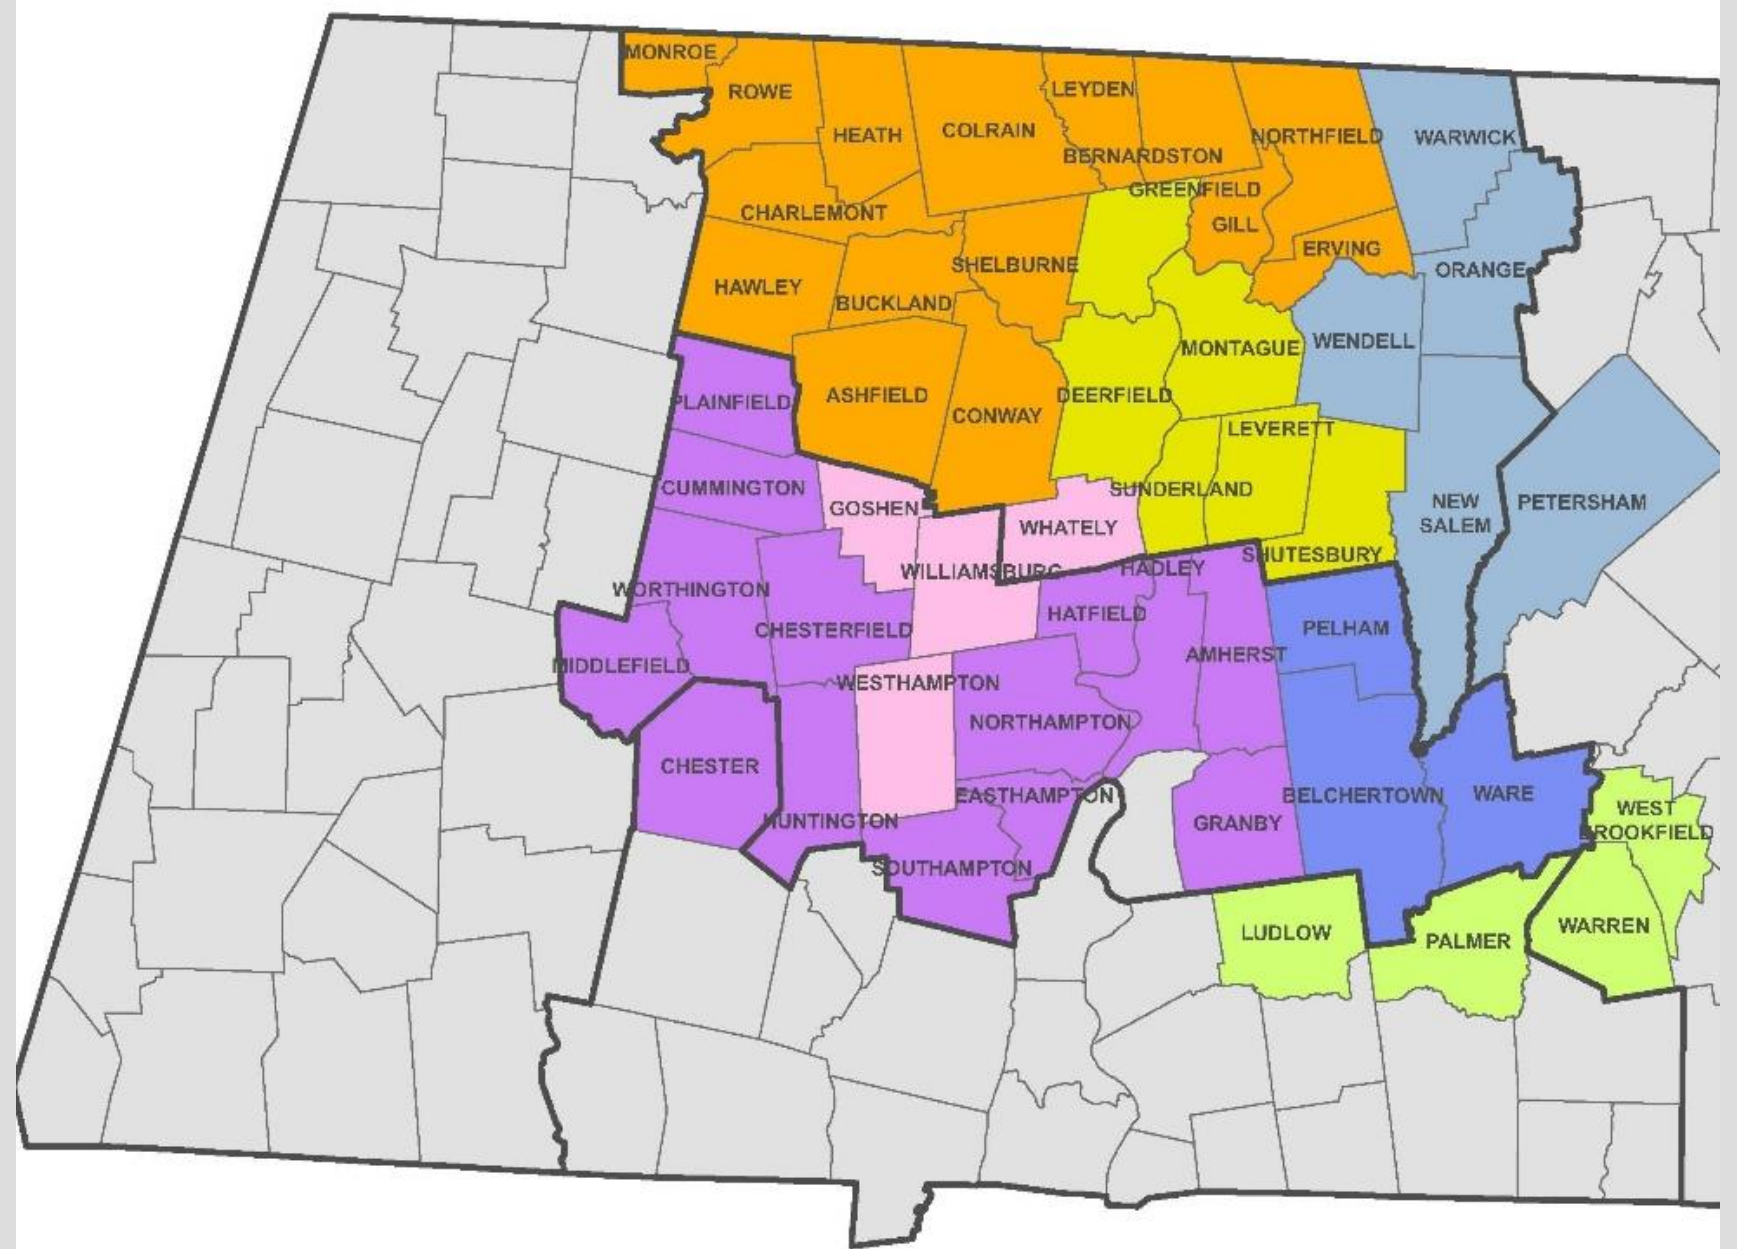 MONROE
ROWE
LEYDEN
HEATH
COLRAIN
NORTHFIELD
WARWICK
BERNARDSTON
GREENFIELD
CHARLEMONT
GILL
ERVING
SHELBURNE
ORANGE
HAWLEY
BUCKLAND
WENDELL
MONTAGUE
PLAINFIELD
ASHFIELD
DEERFIELD
CONWAY
LEVERETT
CUMMINGTON
SUNDERLAND
GOSHEN
NEW
SALEM
PETERSHAM
WHATELY
SHUTESBURY
WILLIAMSBURG
HADLEY
WORTHINGTON
HATFIELD
CHESTERFIELD
PELHAM
AMHERST
MIDDLEFIELD
WESTHAMPTON
NORTHAMPTON
CHESTER
EASTHAMPTON
BELCHERTOWN
WARE
WEST
BROOKFIELD
HUNTINGTON
GRANBY
SOUTHAMPTON
LUDLOW
PALMER
WARREN